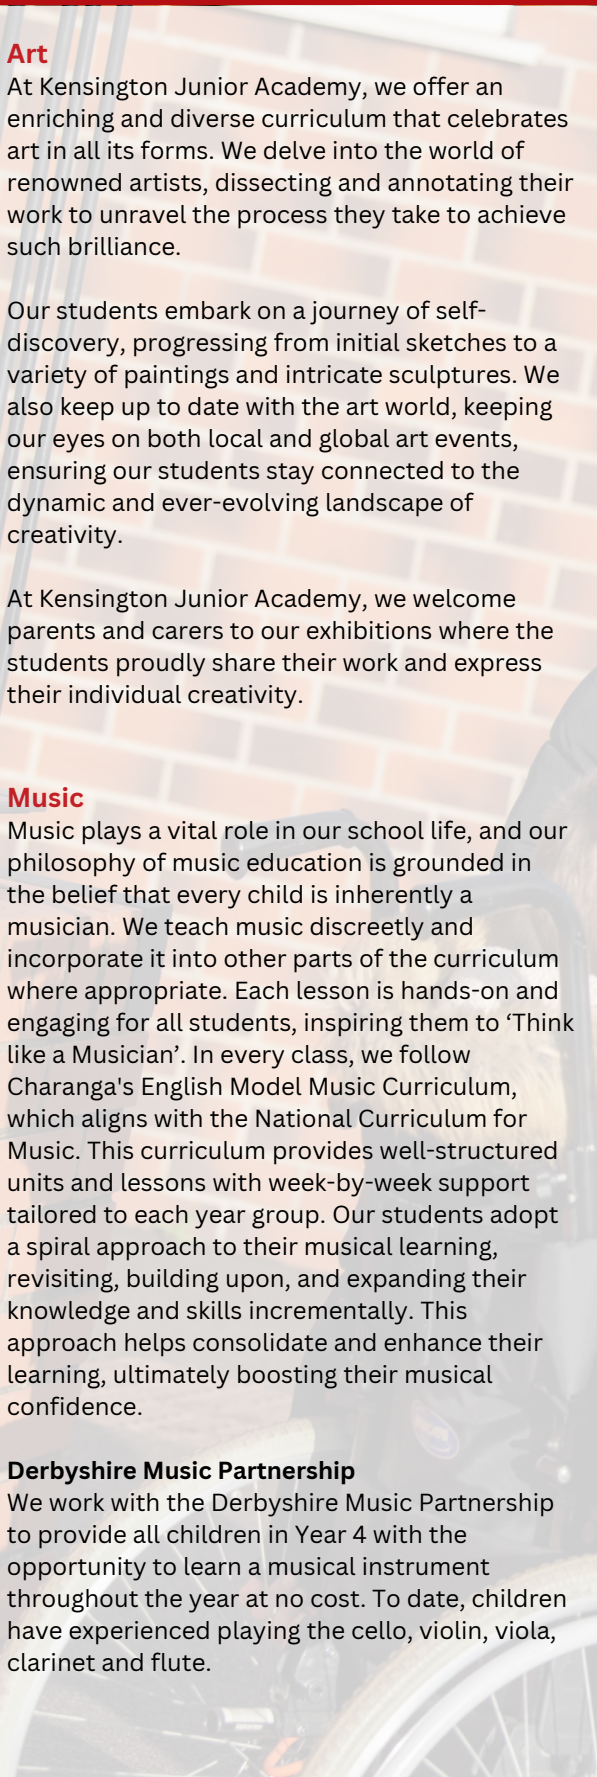 Art
At Kensington Junior Academy, we offer an
enriching and diverse curriculum that celebrates
art in all its forms. We delve into the world of
renowned artists, dissecting and annotating their
work to unravel the process they take to achieve
such brilliance.
Our students embark on a journey of self-
discovery, progressing from initial sketches to a
variety of paintings and intricate sculptures. We
also keep up to date with the art world, keeping
our eyes on both local and global art events,
ensuring our students stay connected to the
dynamic and ever-evolving landscape of
creativity.
At Kensington Junior Academy, we welcome
parents and carers to our exhibitions where the
students proudly share their work and express
their individual creativity.
Music
Music plays a vital role in our school life, and our
philosophy of music education is grounded in
the belief that every child is inherently a
musician. We teach music discreetly and
incorporate it into other parts of the curriculum
where appropriate. Each lesson is hands-on and
engaging for all students, inspiring them to ‘Think
like a Musician’. In every class, we follow
Charanga's English Model Music Curriculum,
which aligns with the National Curriculum for
Music. This curriculum provides well-structured
units and lessons with week-by-week support
tailored to each year group. Our students adopt
a spiral approach to their musical learning,
revisiting, building upon, and expanding their
knowledge and skills incrementally. This
approach helps consolidate and enhance their
learning, ultimately boosting their musical
confidence.
Derbyshire Music Partnership
We work with the Derbyshire Music Partnership
to provide all children in Year 4 with the
opportunity to learn a musical instrument
throughout the year at no cost. To date, children
have experienced playing the cello, violin, viola,
clarinet and flute.